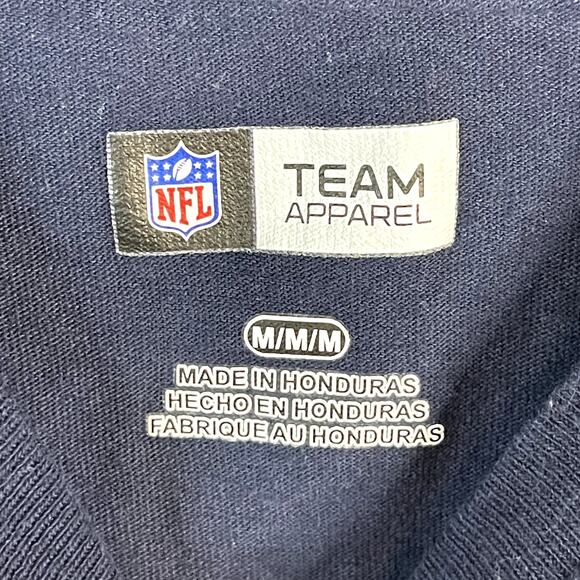 NFL
TEAM
APPAREL
M/M/M
MADE IN HONDURAS
HECHO EN HONDURAS
FABRIQUE AU HONDURAS